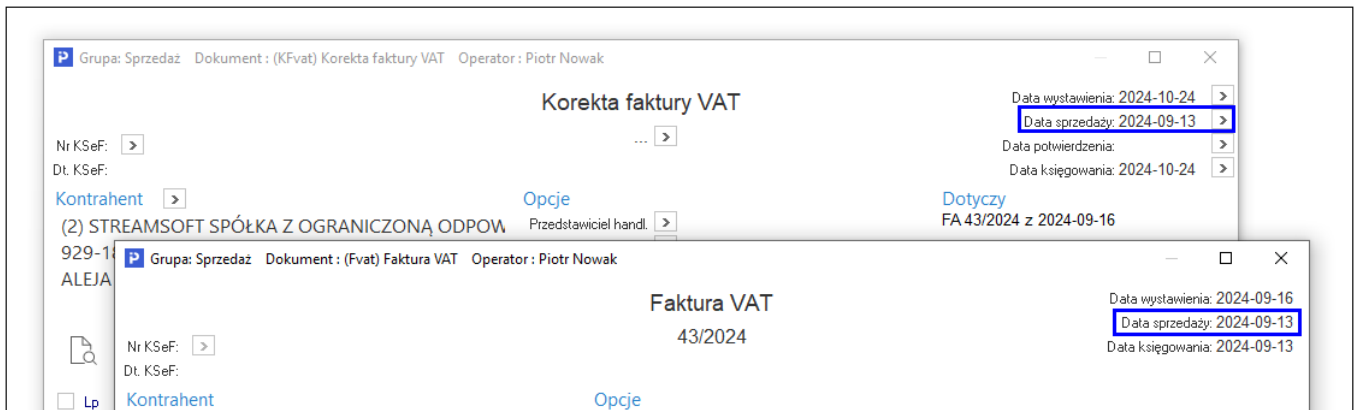 Grupa: Sprzedaż Dokument : (KFvat) Korekta faktury VAT Operator : Piotr Nowak
Korekta faktury VAT
...
Data wystawienia: 2024-10-24
Data sprzedaży: 2024-09-13
Data potwierdzenia:
Data księgowania: 2024-10-24
Nr KSeF:
Dt. KSeF:
Kontrahent
(2) STREAMSOFT SPÓŁKA Z OGRANICZONĄ ODPOW
929-18
ALEJA
Opcje
Przedstawiciel handl.
Dotyczy
FA 43/2024 z 2024-09-16
Lp
Grupa: Sprzedaż Dokument : (Fvat) Faktura VAT Operator : Piotr Nowak
Faktura VAT
43/2024
Data wystawienia: 2024-09-16
Data sprzedaży: 2024-09-13
Data księgowania: 2024-09-13
Nr KSeF:
Dt. KSeF:
Kontrahent
Opcje